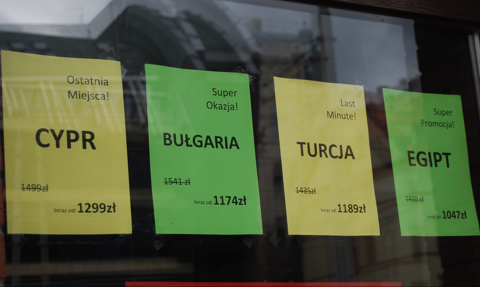 Ostatnia
Miejsca!
CYPR
1499zł
teraz od 1299zł
Super
Okazja!
BUŁGARIA
1541 zł
teraz od 1174zł
Last
Minute!
TURCJA
1435zł
teraz od 1189zł
Super
Promocja!
EGIPT
teraz od 1047zł